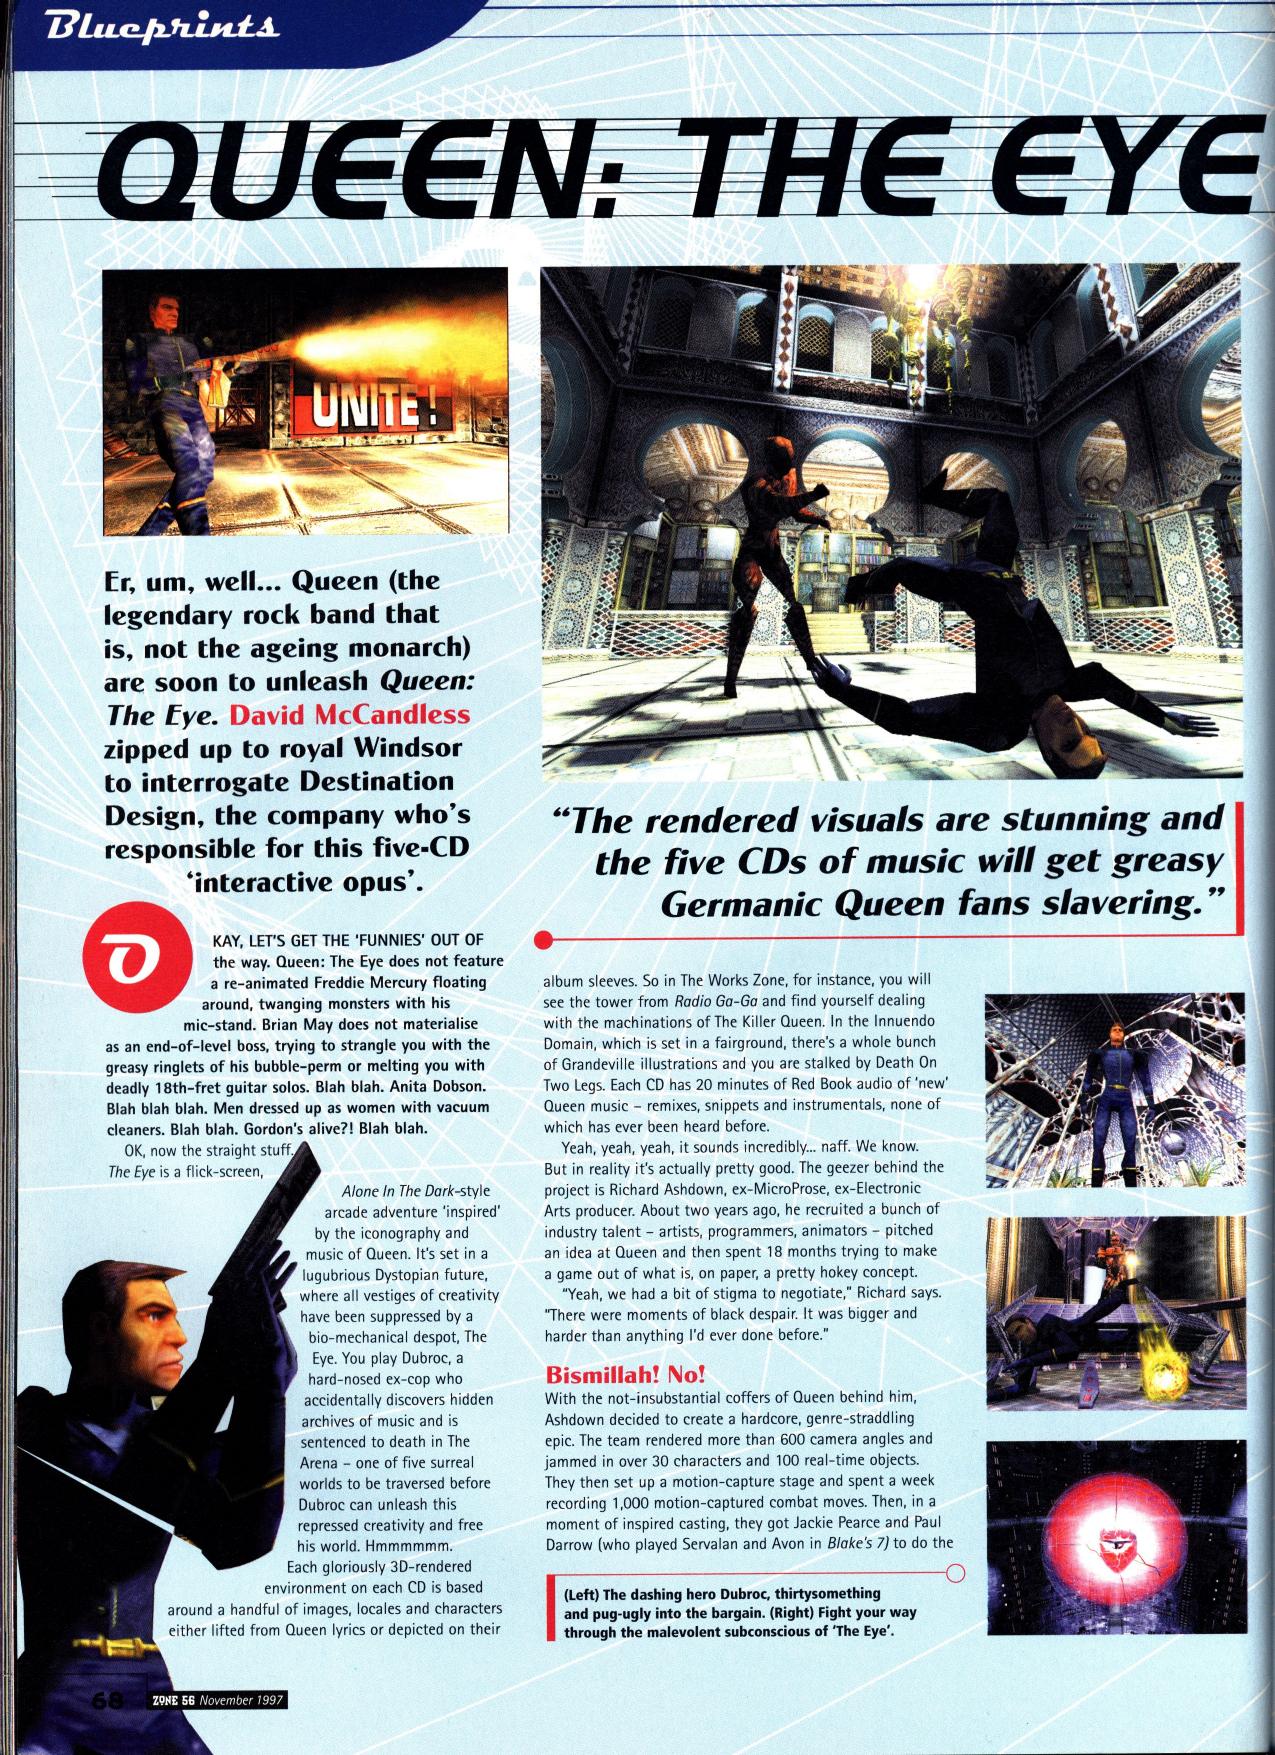 Blueprints
QUEEN: THE EYE
UNITE!
Er, um, well... Queen (the
legendary rock band that
is, not the ageing monarch)
are soon to unleash Queen:
The Eye. David McCandless
zipped up to royal Windsor
to interrogate Destination
Design, the company who's
responsible for this five-CD
'interactive opus'.
"The rendered visuals are stunning and
the five CDs of music will get greasy
Germanic Queen fans slavering."
OKAY, LET'S GET THE 'FUNNIES' OUT OF
the way. Queen: The Eye does not feature
a re-animated Freddie Mercury floating
around, twanging monsters with his
mic-stand. Brian May does not materialise
as an end-of-level boss, trying to strangle you with the
greasy ringlets of his bubble-perm or melting you with
deadly 18th-fret guitar solos. Blah blah. Anita Dobson.
Blah blah blah. Men dressed up as women with vacuum
cleaners. Blah blah. Gordon's alive?! Blah blah.
OK, now the straight stuff.
The Eye is a flick-screen,
Alone In The Dark-style
arcade adventure 'inspired'
by the iconography and
music of Queen. It's set in a
lugubrious Dystopian future,
where all vestiges of creativity
have been suppressed by a
bio-mechanical despot, The
Eye. You play Dubroc, a
hard-nosed ex-cop who
accidentally discovers hidden
archives of music and is
sentenced to death in The
Arena – one of five surreal
worlds to be traversed before
Dubroc can unleash this
repressed creativity and free
his world. Hmmmmmm.
Each gloriously 3D-rendered
environment on each CD is based
around a handful of images, locales and characters
either lifted from Queen lyrics or depicted on their
album sleeves. So in The Works Zone, for instance, you will
see the tower from Radio Ga-Ga and find yourself dealing
with the machinations of The Killer Queen. In the Innuendo
Domain, which is set in a fairground, there's a whole bunch
of Grandeville illustrations and you are stalked by Death On
Two Legs. Each CD has 20 minutes of Red Book audio of 'new'
Queen music – remixes, snippets and instrumentals, none of
which has ever been heard before.
Yeah, yeah, yeah, it sounds incredibly... naff. We know.
But in reality it's actually pretty good. The geezer behind the
project is Richard Ashdown, ex-MicroProse, ex-Electronic
Arts producer. About two years ago, he recruited a bunch of
industry talent – artists, programmers, animators – pitched
an idea at Queen and then spent 18 months trying to make
a game out of what is, on paper, a pretty hokey concept.
"Yeah, we had a bit of stigma to negotiate," Richard says.
"There were moments of black despair. It was bigger and
harder than anything I'd ever done before."
Bismillah! No!
With the not-insubstantial coffers of Queen behind him,
Ashdown decided to create a hardcore, genre-straddling
epic. The team rendered more than 600 camera angles and
jammed in over 30 characters and 100 real-time objects.
They then set up a motion-capture stage and spent a week
recording 1,000 motion-captured combat moves. Then, in a
moment of inspired casting, they got Jackie Pearce and Paul
Darrow (who played Servalan and Avon in Blake's 7) to do the
(Left) The dashing hero Dubroc, thirtysomething
and pug-ugly into the bargain. (Right) Fight your way
through the malevolent subconscious of 'The Eye'.
68 ZONE 56 November 1997